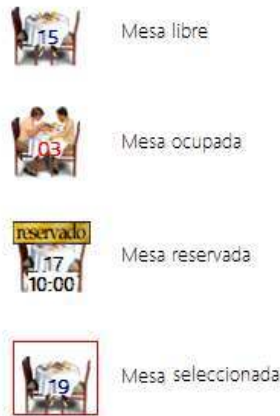 15 Mesa libre
03 Mesa ocupada
reservado
17 Mesa reservada
10:00
19 Mesa seleccionada